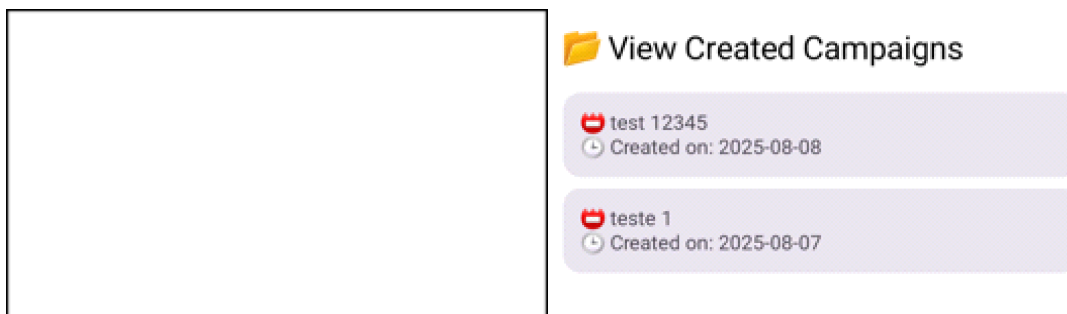 View Created Campaigns
test 12345
Created on: 2025-08-08
teste 1
Created on: 2025-08-07